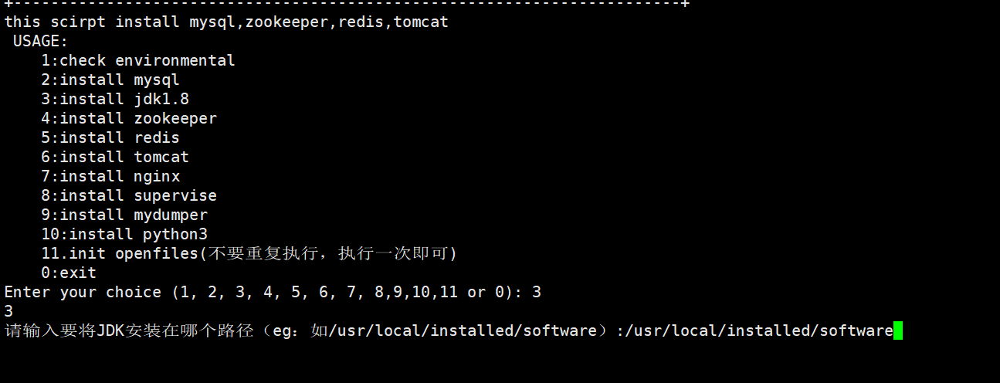 +------------------------------------------------------------------------+
this scirpt install mysql,zookeeper,redis,tomcat
USAGE:
1:check environmental
2:install mysql
3:install jdk1.8
4:install zookeeper
5:install redis
6:install tomcat
7:install nginx
8:install supervise
9:install mydumper
10:install python3
11.init openfiles(不要重复执行，执行一次即可)
0:exit
Enter your choice (1, 2, 3, 4, 5, 6, 7, 8,9,10,11 or 0): 3
3
请输入要将JDK安装在哪个路径（eg：如/usr/local/installed/software）:/usr/local/installed/software